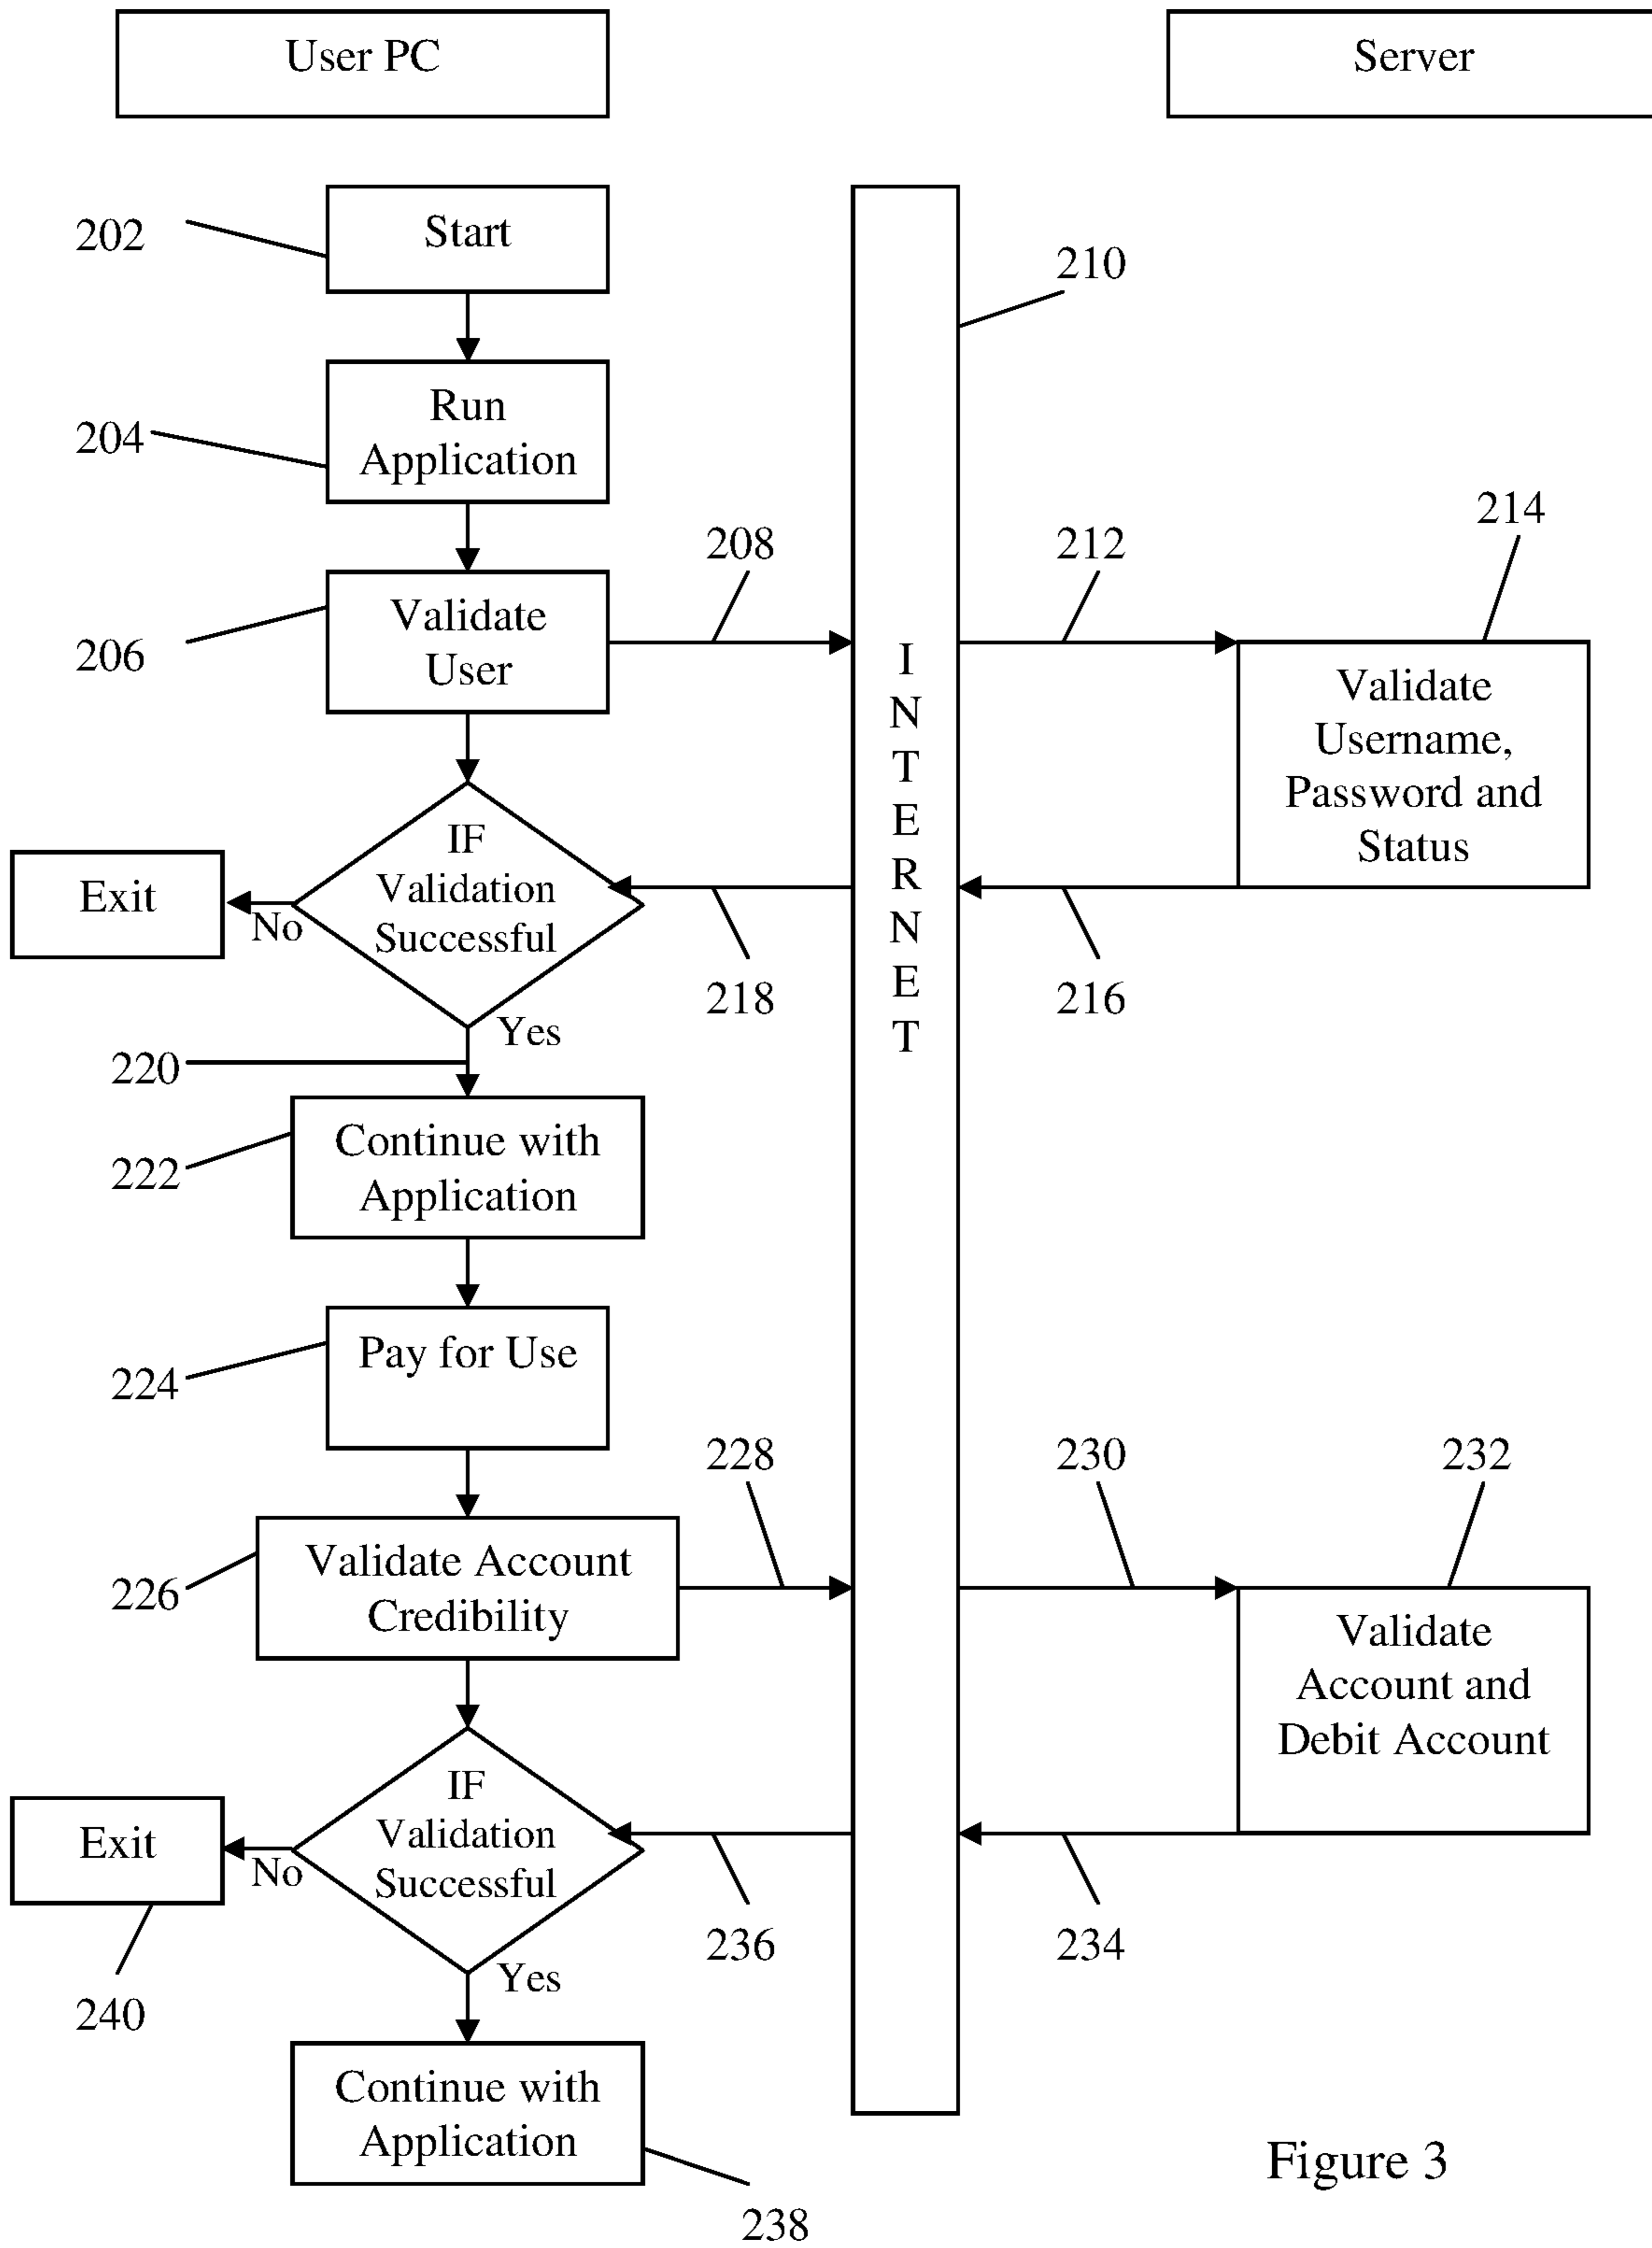 User PC
Server
Start
202
210
Run
Application
204
214
208
212
Validate
User
206
I
N
T
E
R
N
E
T
Validate
Username,
Password and
Status
IF
Validation
Successful
Exit
No
218
216
Yes
220
Continue with
Application
222
Pay for Use
224
228
230
232
Validate Account
Credibility
226
Validate
Account and
Debit Account
IF
Validation
Successful
Exit
No
236
234
Yes
240
Continue with
Application
Figure 3
238